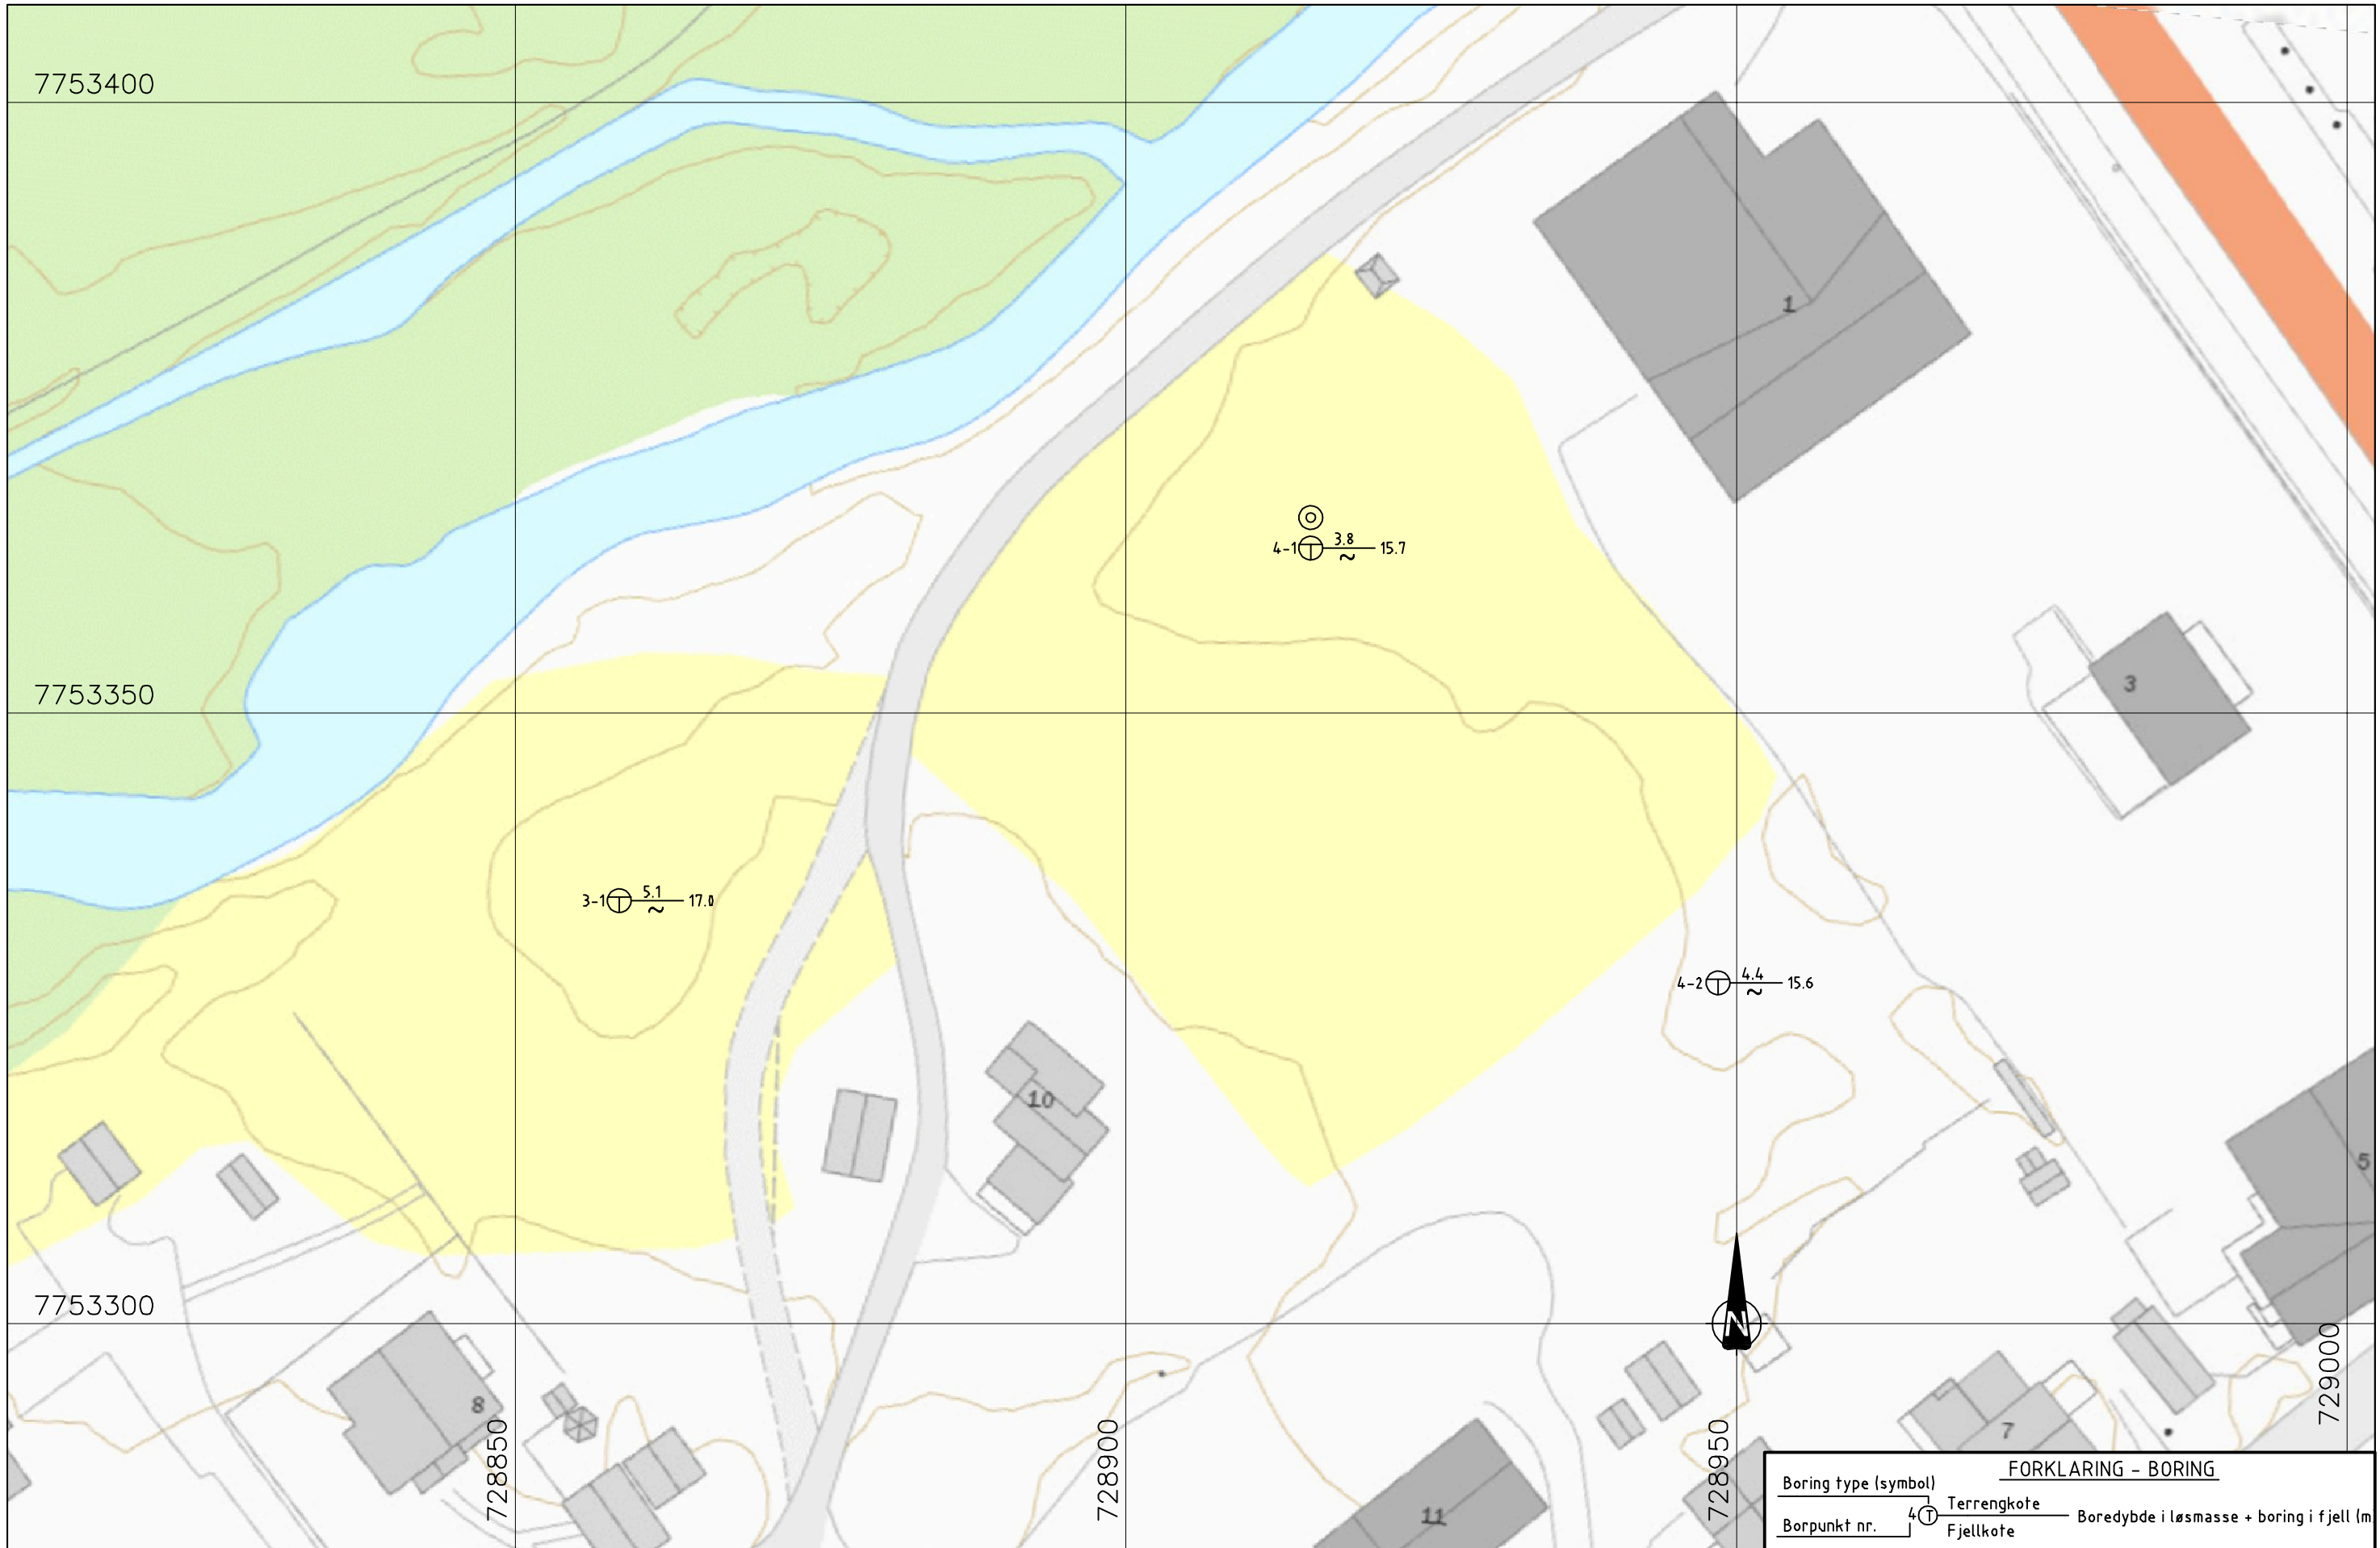 7753400
1
3.8
4-1 ~ 15.7
3
7753350
5.1
3-1 ~ 17.0
4.4
4-2 ~ 15.6
10
5
7753300
N
8
7
11
728850
728900
728950
729000
FORKLARING - BORING
Boring type (symbol)
Terrengkote
4 T Boredybde i løsmasse + boring i fjell (m
Borpunkt nr.
Fjellkote